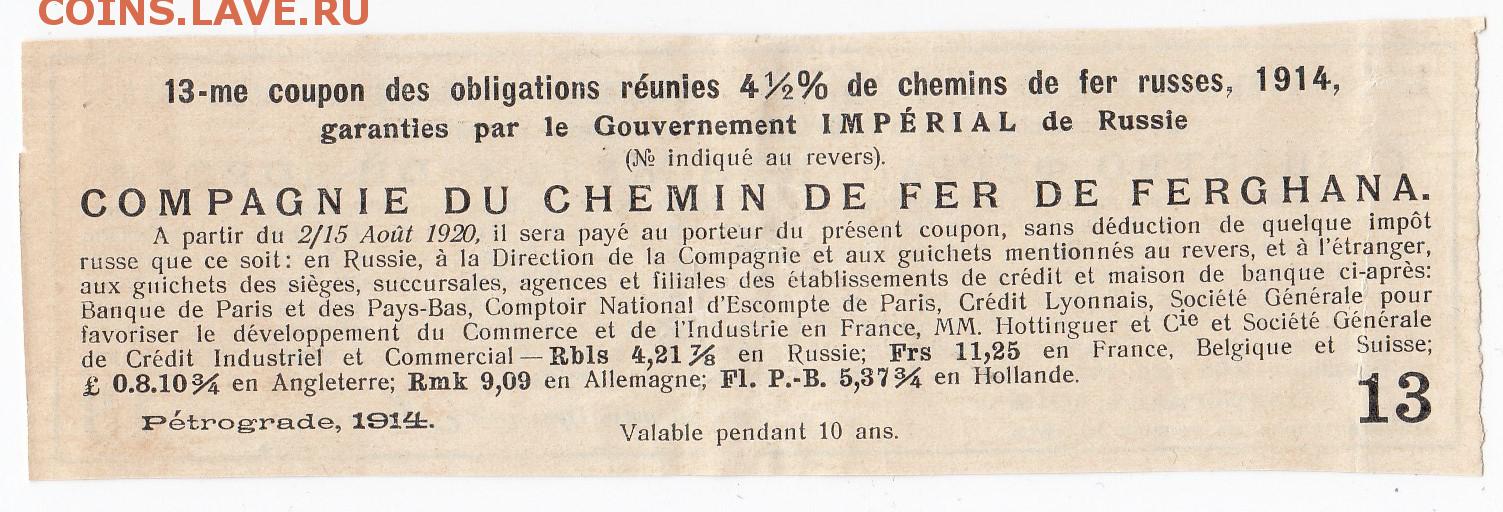 COINS.LAVE.RU
13-me coupon des obligations réunies 4½% de chemins de fer russes, 1914,
garanties par le Gouvernement IMPÉRIAL de Russie
(№ indiqué au revers).
COMPAGNIE DU CHEMIN DE FER DE FERGHANA.
A partir du 2/15 Août 1920, il sera payé au porteur du présent coupon, sans déduction de quelque impôt
russe que ce soit: en Russie, à la Direction de la Compagnie et aux guichets mentionnés au revers, et à l'étranger,
aux guichets des sièges, succursales, agences et filiales des établissements de crédit et maison de banque ci-après:
Banque de Paris et des Pays-Bas, Comptoir National d'Escompte de Paris, Crédit Lyonnais, Société Générale pour
favoriser le développement du Commerce et de l'Industrie en France, MM. Hottinguer et Cie et Société Générale
de Crédit Industriel et Commercial — Rbls 4,21⅞ en Russie; Frs 11,25 en France, Belgique et Suisse;
£ 0.8.10¾ en Angleterre; Rmk 9,09 en Allemagne; Fl. P.-B. 5,37¾ en Hollande.
13
Pétrograde, 1914.
Valable pendant 10 ans.